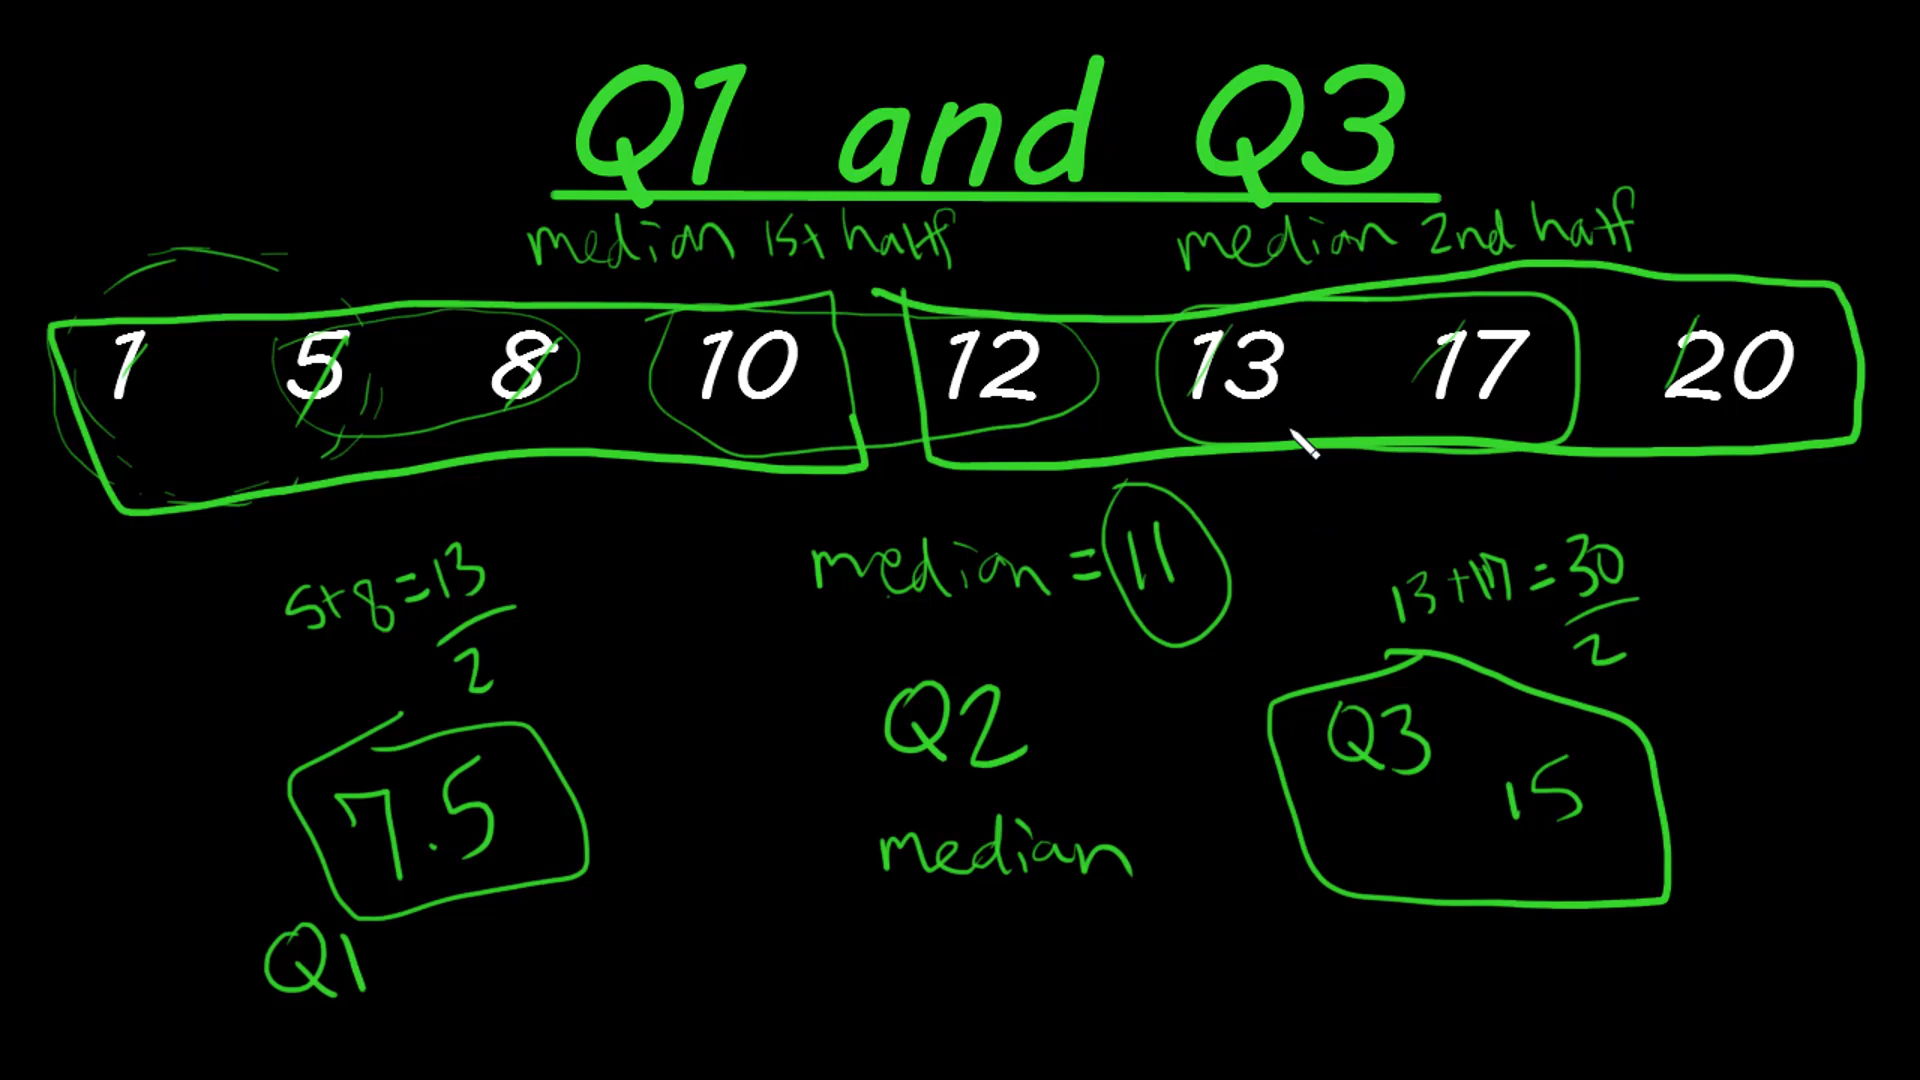 Q1 and Q3
median 1st half
median 2nd half
1 5 8 10 12 13 17 20
5+8=13
2
median = 11
13+17=30
2
7.5
Q1
Q2
median
Q3
15